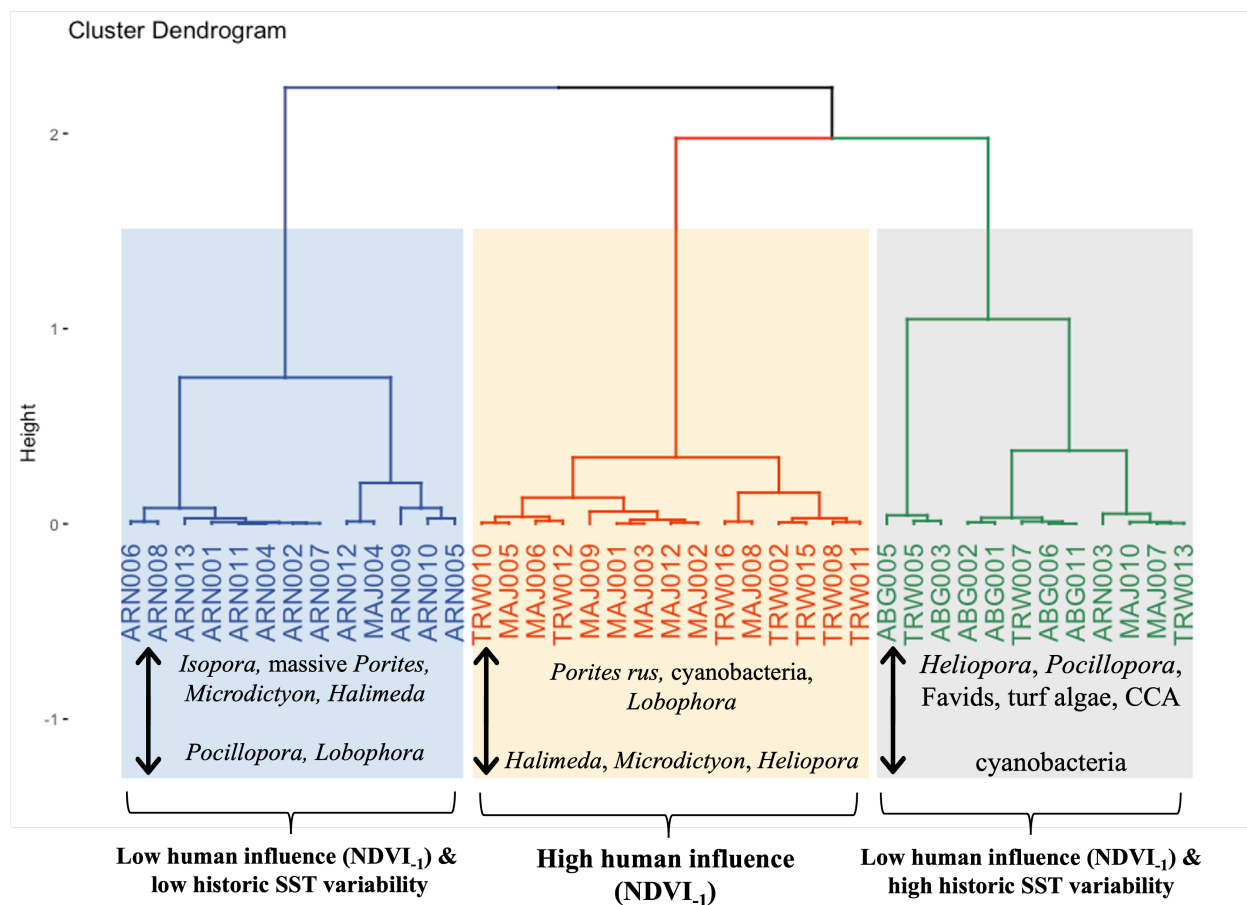 Cluster Dendrogram
2
1
0
-1
Height
ARN006
ARN008
ARN013
ARN001
ARN011
ARN004
ARN002
ARN007
ARN012
MAJ004
ARN009
ARN010
ARN005
TRW010
MAJ005
MAJ006
TRW012
MAJ009
MAJ001
MAJ003
MAJ012
MAJ002
TRW016
MAJ008
TRW002
TRW015
TRW008
TRW011
ABG005
TRW005
ABG003
ABG002
ABG001
TRW007
ABG006
ABG011
ARN003
MAJ010
MAJ007
TRW013
Isopora, massive Porites,
Microdictyon, Halimeda
Pocillopora, Lobophora
Porites rus, cyanobacteria,
Lobophora
Halimeda, Microdictyon, Heliopora
Heliopora, Pocillopora,
Favids, turf algae, CCA
cyanobacteria
Low human influence (NDVI-1) &
low historic SST variability
High human influence
(NDVI-1)
Low human influence (NDVI-1) &
high historic SST variability